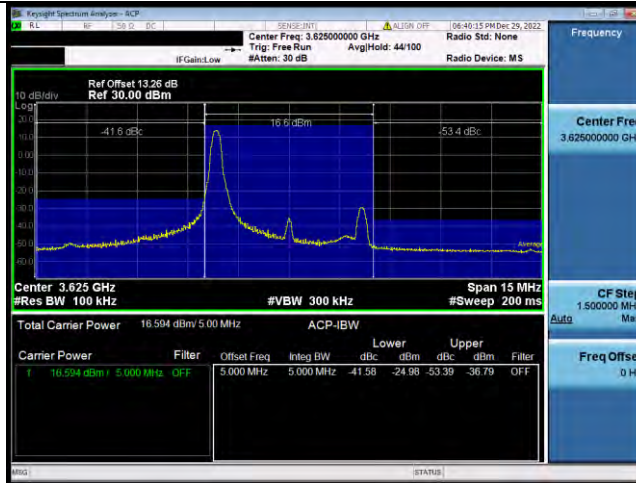 Keysight Spectrum Analyzer - ACP
RL RF 50 Ω DC SENSE:INT ALIGN OFF 06:40:15 PM Dec 29, 2022
Center Freq: 3.625000000 GHz Radio Std: None
Trig: Free Run Avg|Hold: 44/100
IFGain:Low #Atten: 30 dB Radio Device: MS
Frequency
Ref Offset 13.26 dB
10 dB/div Ref 30.00 dBm
Log
20.0
10.0
0.00
-10.0
-20.0
-30.0
-40.0
-50.0
-60.0
-41.6 dBc 16.6 dBm -53.4 dBc
Average
Center Fre
3.625000000 GH
Center 3.625 GHz Span 15 MHz
#Res BW 100 kHz #VBW 300 kHz #Sweep 200 ms
CF Ste
1.500000 MH
Auto Ma
Total Carrier Power 16.594 dBm/ 5.00 MHz ACP-IBW
Lower Upper
Carrier Power Filter Offset Freq Integ BW dBc dBm dBc dBm Filter
1 16.594 dBm / 5.000 MHz OFF 5.000 MHz 5.000 MHz -41.58 -24.98 -53.39 -36.79 OFF
Freq Offse
0 H
MSG STATUS